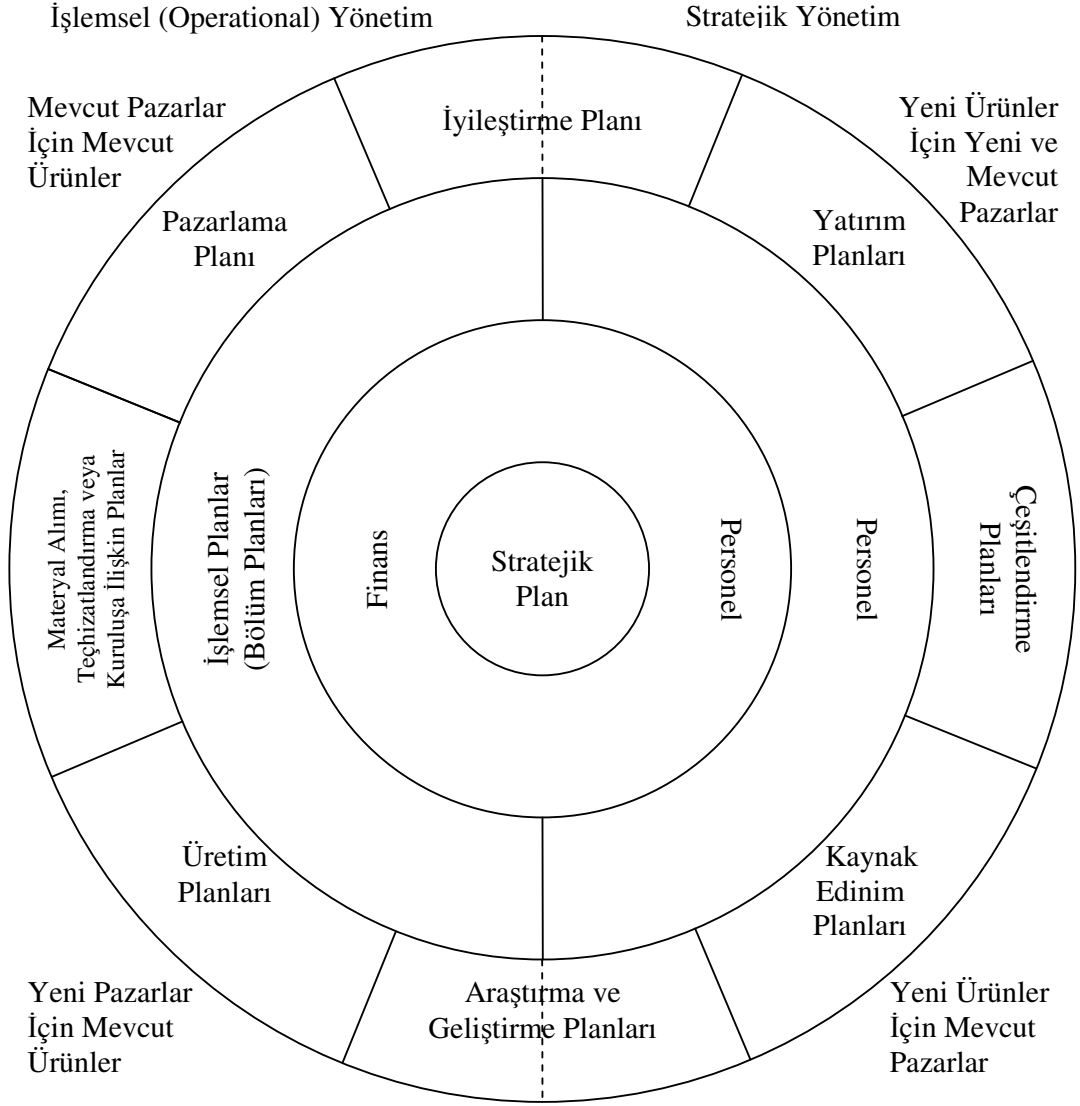 İşlemsel (Operational) Yönetim
Stratejik Yönetim
Mevcut Pazarlar
İçin Mevcut
Ürünler
İyileştirme Planı
Yeni Ürünler
İçin Yeni ve
Mevcut
Pazarlar
Pazarlama
Planı
Yatırım
Planları
Materyal Alımı,
Teçhizatlandırma veya
Kuruluşa İlişkin Planlar
İşlemsel Planlar
(Bölüm Planları)
Finans
Stratejik
Plan
Personel
Personel
Çeşitlendirme
Planları
Üretim
Planları
Kaynak
Edinim
Planları
Yeni Pazarlar
İçin Mevcut
Ürünler
Araştırma ve
Geliştirme Planları
Yeni Ürünler
İçin Mevcut
Pazarlar